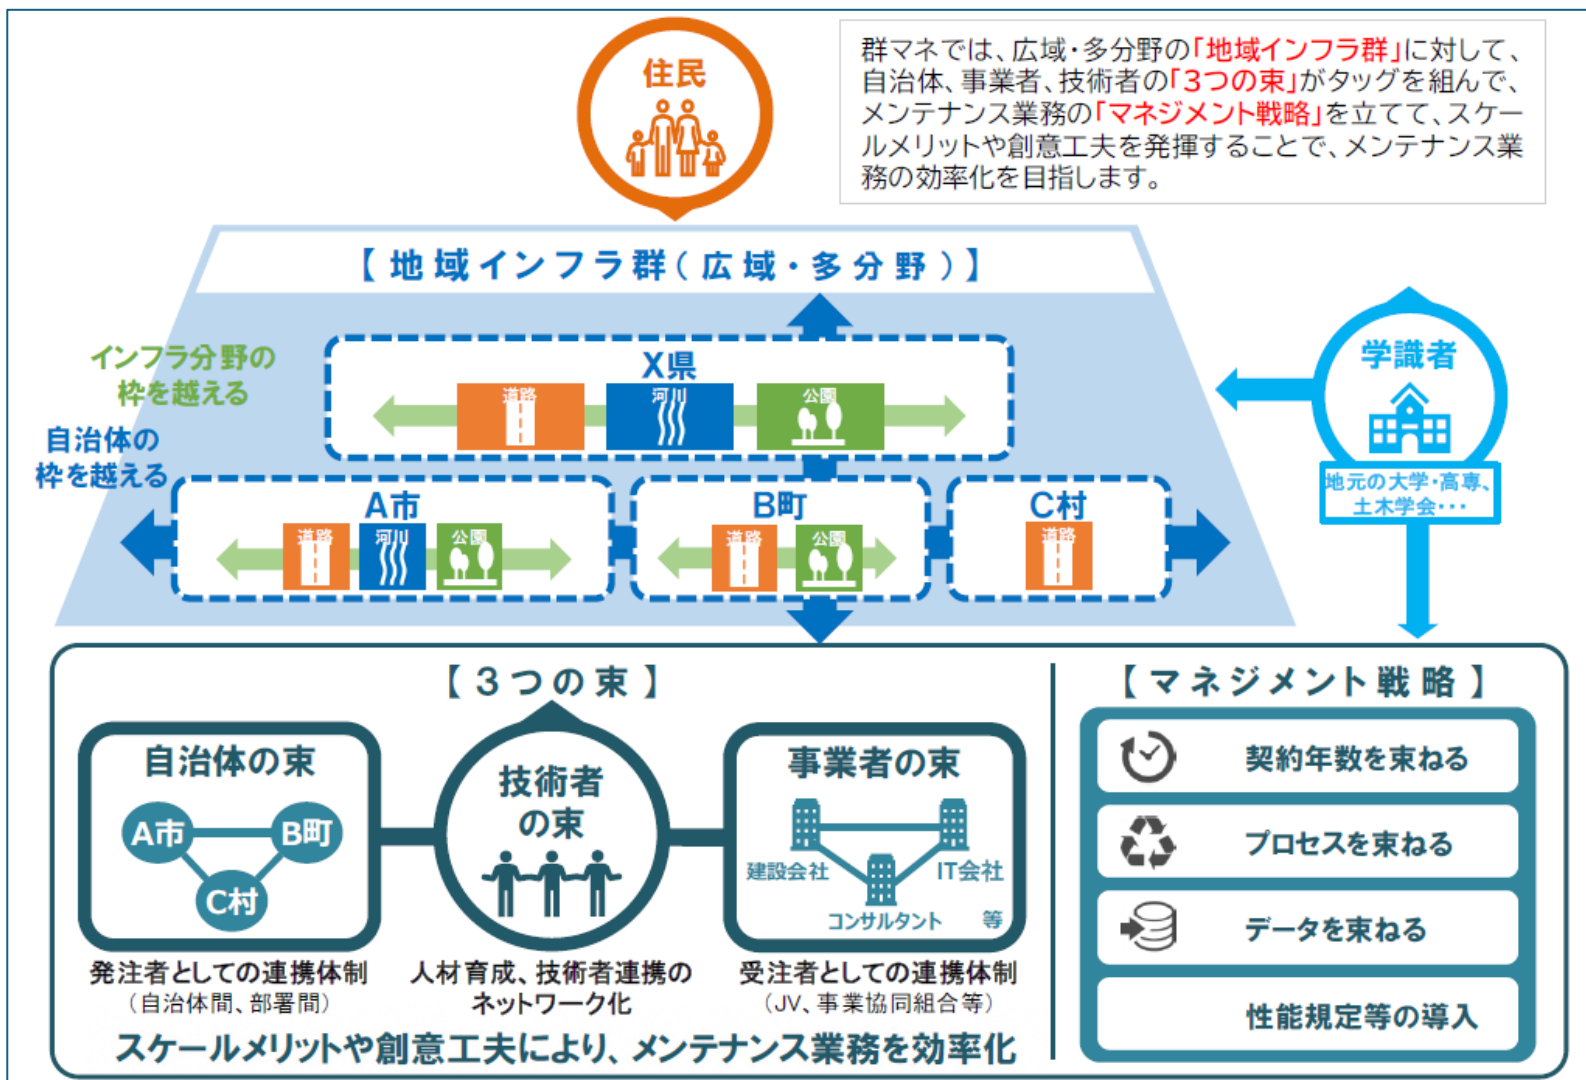 住民
群マネでは、広域・多分野の「地域インフラ群」に対して、
自治体、事業者、技術者の「3つの束」がタッグを組んで、
メンテナンス業務の「マネジメント戦略」を立てて、スケー
ルメリットや創意工夫を発揮することで、メンテナンス業
務の効率化を目指します。
【地域インフラ群(広域・多分野)】
インフラ分野の
枠を越える
自治体の
枠を越える
X県
道路
河川
公園
A市
道路
河川
公園
B町
道路
公園
C村
道路
学識者
地元の大学・高専、
土木学会・・・
【3つの束】
自治体の束
A市
B町
C村
発注者としての連携体制
(自治体間、部署間)
技術者
の束
人材育成、技術者連携の
ネットワーク化
事業者の束
建設会社
IT会社
コンサルタント
等
受注者としての連携体制
(JV、事業協同組合等)
スケールメリットや創意工夫により、メンテナンス業務を効率化
【マネジメント戦略】
契約年数を束ねる
プロセスを束ねる
データを束ねる
性能規定等の導入